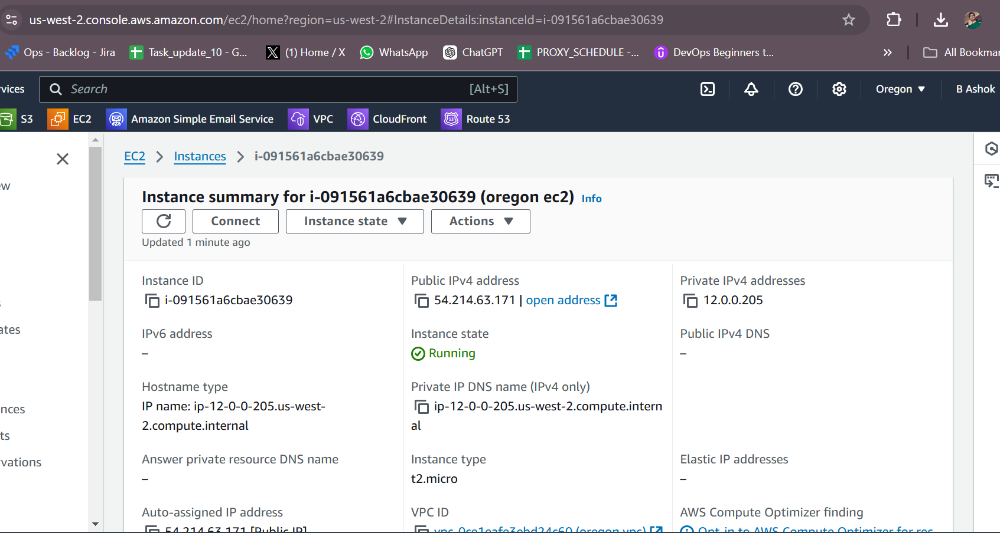 us-west-2.console.aws.amazon.com/ec2/home?region=us-west-2#InstanceDetails:instanceId=i-091561a6cbae30639
Ops - Backlog - Jira Task_update_10 - G... (1) Home / X WhatsApp ChatGPT PROXY_SCHEDULE -... DevOps Beginners t... » All Bookmar
vices Search [Alt+S] Oregon ▼ B Ashok
S3 EC2 Amazon Simple Email Service VPC CloudFront Route 53
EC2 > Instances > i-091561a6cbae30639
ew
ates
nces
ts
vations
Instance summary for i-091561a6cbae30639 (oregon ec2) Info
Connect Instance state ▼ Actions ▼
Updated 1 minute ago
Instance ID
i-091561a6cbae30639
Public IPv4 address
54.214.63.171 | open address
Private IPv4 addresses
12.0.0.205
IPv6 address
–
Instance state
Running
Public IPv4 DNS
–
Hostname type
IP name: ip-12-0-0-205.us-west-
2.compute.internal
Private IP DNS name (IPv4 only)
ip-12-0-0-205.us-west-2.compute.intern
al
Answer private resource DNS name
–
Instance type
t2.micro
Elastic IP addresses
–
Auto-assigned IP address
54.214.63.171 [Public IP]
VPC ID
vpc-0ce1eafe3ebd24c60 (oregon vpc)
AWS Compute Optimizer finding
Opt-in to AWS Compute Optimizer for rec